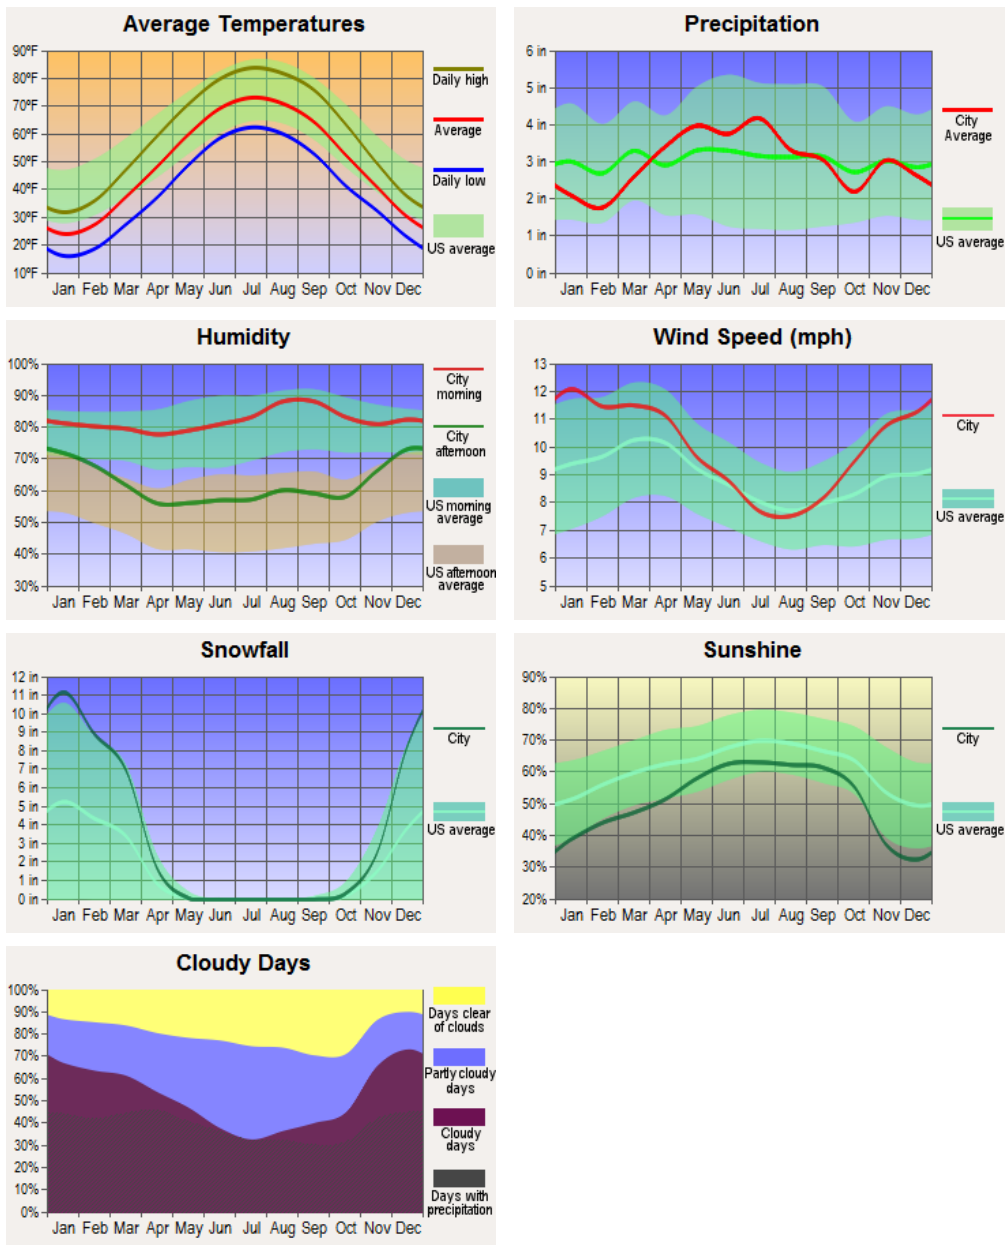 Average Temperatures
90ºF
80ºF
70ºF
60ºF
50ºF
40ºF
30ºF
20ºF
10ºF
Jan Feb Mar Apr May Jun Jul Aug Sep Oct Nov Dec
Daily high
Average
Daily low
US average
Precipitation
6 in
5 in
4 in
3 in
2 in
1 in
0 in
Jan Feb Mar Apr May Jun Jul Aug Sep Oct Nov Dec
City
Average
US average
Humidity
100%
90%
80%
70%
60%
50%
40%
30%
Jan Feb Mar Apr May Jun Jul Aug Sep Oct Nov Dec
City
morning
City
afternoon
US morning
average
US afternoon
average
Wind Speed (mph)
13
12
11
10
9
8
7
6
5
Jan Feb Mar Apr May Jun Jul Aug Sep Oct Nov Dec
City
US average
Snowfall
12 in
11 in
10 in
9 in
8 in
7 in
6 in
5 in
4 in
3 in
2 in
1 in
0 in
Jan Feb Mar Apr May Jun Jul Aug Sep Oct Nov Dec
City
US average
Sunshine
90%
80%
70%
60%
50%
40%
30%
20%
Jan Feb Mar Apr May Jun Jul Aug Sep Oct Nov Dec
City
US average
Cloudy Days
100%
90%
80%
70%
60%
50%
40%
30%
20%
10%
0%
Jan Feb Mar Apr May Jun Jul Aug Sep Oct Nov Dec
Days clear
of clouds
Partly cloudy
days
Cloudy
days
Days with
precipitation